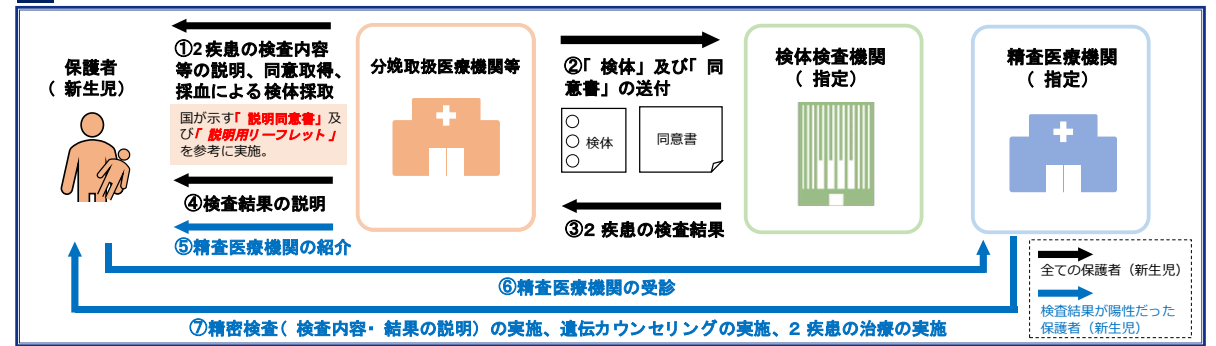 保護者
（ 新生児）
①2 疾患の検査内容
等の説明、同意取得、
採血による検体採取
国が示す「 説明同意書」及
び「 説明用リーフレット 」
を参考に実施。
④検査結果の説明
⑤精査医療機関の紹介
分娩取扱医療機関等
②「 検体」及び「 同
意書」の送付
検体
同意書
③2 疾患の検査結果
検体検査機関
（ 指定）
精査医療機関
（ 指定）
⑥精査医療機関の受診
⑦精密検査( 検査内容・ 結果の説明) の実施、遺伝カウンセリングの実施、2 疾患の治療の実施
全ての保護者（新生児）
検査結果が陽性だった
保護者（新生児）